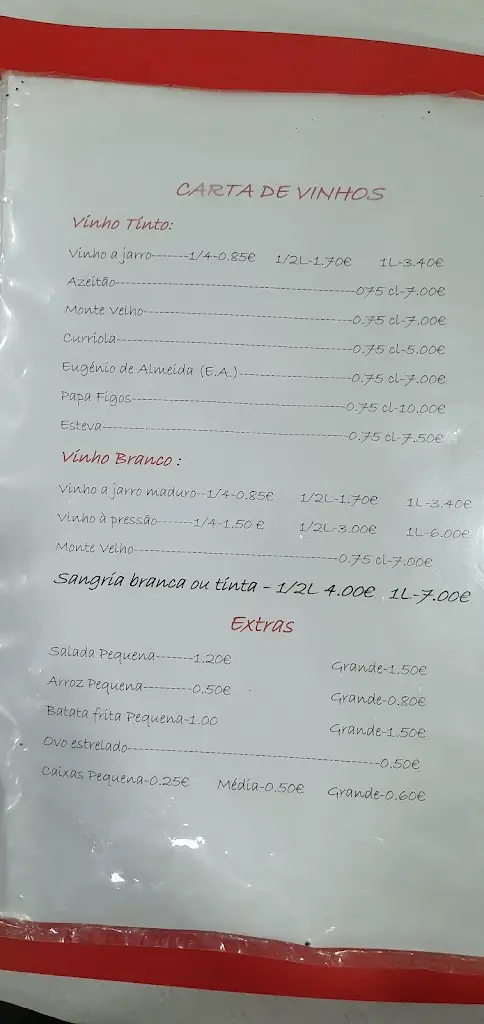 CARTA DE VINHOS
Vinho Tinto:
Vinho a jarro-------1/4-0.85€ 1/2L-1.70€ 1L-3.40€
Azeitão--------------------------------------------075 cl-7.00€
Monte Velho--------------------------------------0.75 cl-7.00€
Curriola-------------------------------------------0.75 cl-5.00€
Eugénio de Almeida (E.A.)--------------------0.75 cl-7.00€
Papa Figos---------------------------------------0.75 cl-10.00€
Esteva---------------------------------------------0.75 cl-7.50€
Vinho Branco :
Vinho a jarro maduro--1/4-0.85€ 1/2L-1.70€ 1L-3.40€
Vinho à pressão-------1/4-1.50 € 1/2L-3.00€ 1L-6.00€
Monte Velho-------------------------------------0.75 cl-7.00€
Sangria branca ou tinta - 1/2L 4.00€ 1L-7.00€
Extras
Salada Pequena-------1.20€ Grande-1.50€
Arroz Pequena---------0.50€ Grande-0.80€
Batata frita Pequena-1.00 Grande-1.50€
Ovo estrelado---------------------------------------------0.50€
Caixas Pequena-0.25€ Média-0.50€ Grande-0.60€